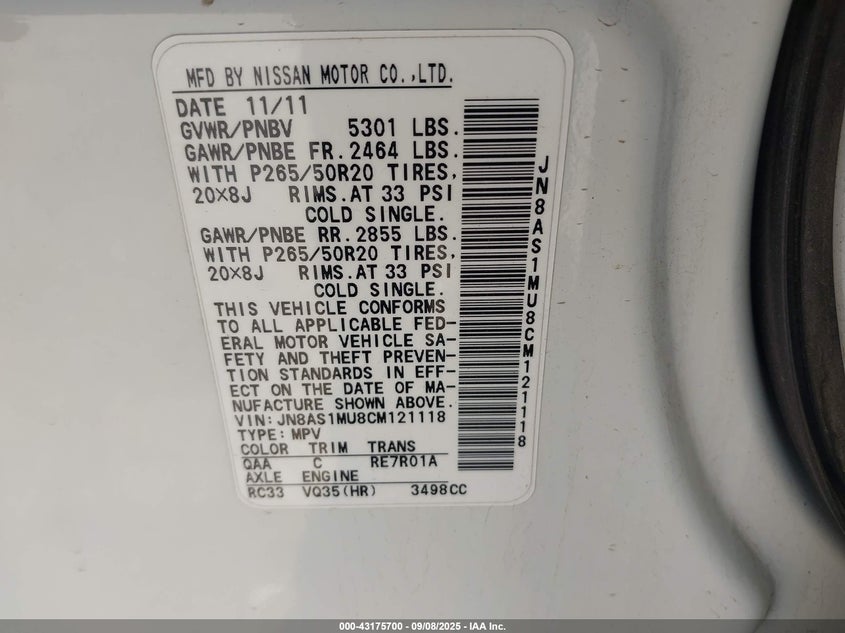 MFD BY NISSAN MOTOR CO.,LTD.
DATE 11/11
GVWR/PNBV 5301 LBS.
GAWR/PNBE FR. 2464 LBS.
WITH P265/50R20 TIRES,
20X8J RIMS.AT 33 PSI
COLD SINGLE.
GAWR/PNBE RR. 2855 LBS.
WITH P265/50R20 TIRES,
20X8J RIMS.AT 33 PSI
COLD SINGLE.
THIS VEHICLE CONFORMS
TO ALL APPLICABLE FED-
ERAL MOTOR VEHICLE SA-
FETY AND THEFT PREVEN-
TION STANDARDS IN EFF-
ECT ON THE DATE OF MA-
NUFACTURE SHOWN ABOVE.
VIN:JN8AS1MU8CM121118
TYPE:MPV
COLOR TRIM TRANS
QAA C RE7R01A
AXLE ENGINE
RC33 VQ35(HR) 3498CC
JN8AS1MU8CM121118
000-43175700 - 09/08/2025 - IAA Inc.